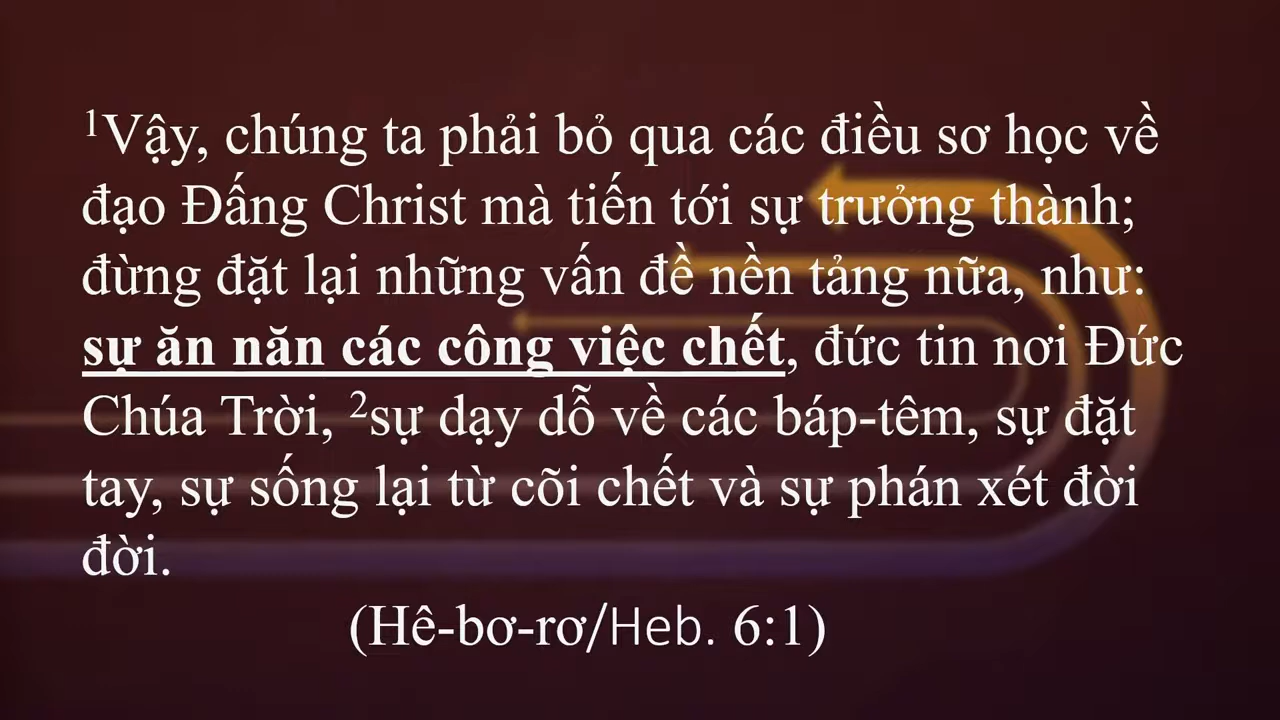 ¹Vậy, chúng ta phải bỏ qua các điều sơ học về
đạo Đấng Christ mà tiến tới sự trưởng thành;
đừng đặt lại những vấn đề nền tảng nữa, như:
sự ăn năn các công việc chết, đức tin nơi Đức
Chúa Trời, ²sự dạy dỗ về các báp-têm, sự đặt
tay, sự sống lại từ cõi chết và sự phán xét đời
đời.
(Hê-bơ-rơ/Heb. 6:1)